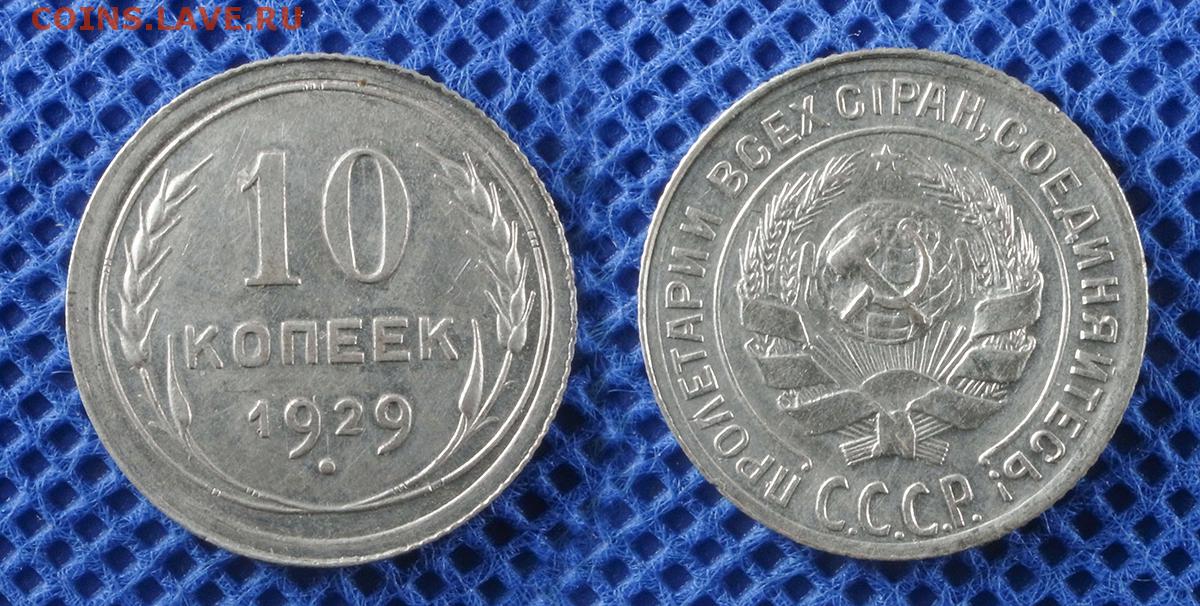 COINS.LAVE.RU
10
КОПЕЕК
1929
ПРОЛЕТАРИИ ВСЕХ СТРАН, СОЕДИНЯЙТЕСЬ!
С.С.С.Р.